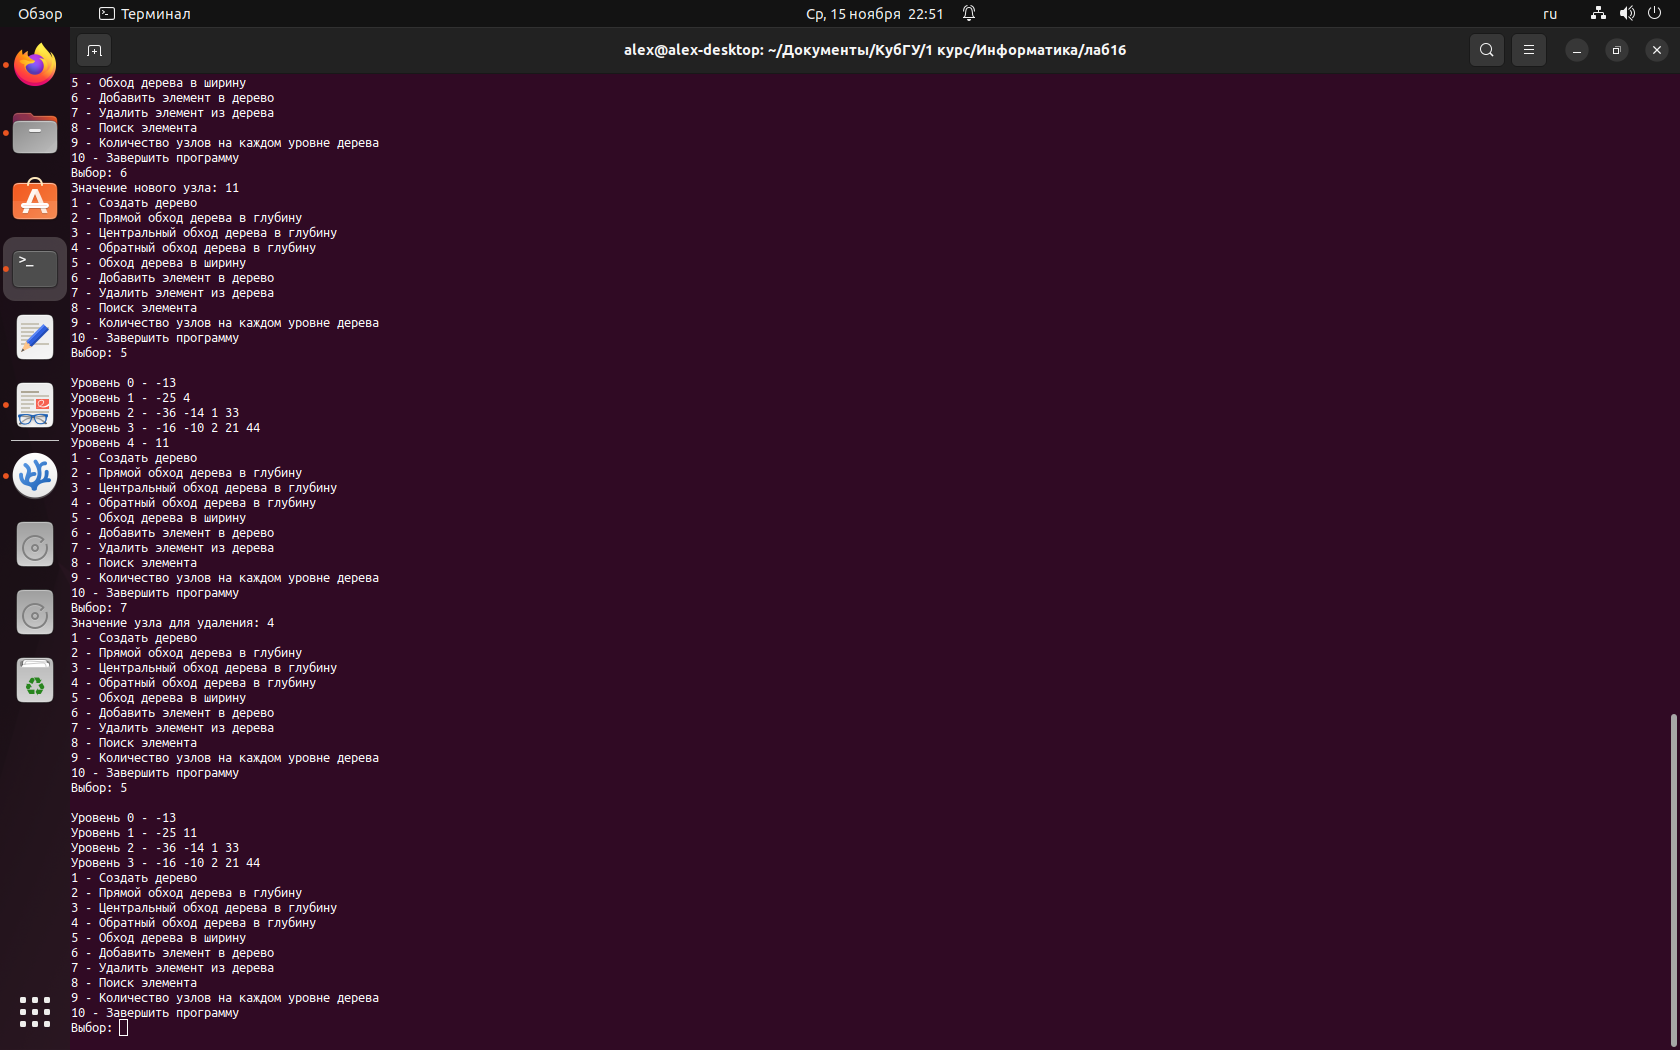 Обзор
Терминал
Ср, 15 ноября 22:51
ru
alex@alex-desktop: ~/Документы/КубГУ/1 курс/Информатика/лаб16
5 - Обход дерева в ширину
6 - Добавить элемент в дерево
7 - Удалить элемент из дерева
8 - Поиск элемента
9 - Количество узлов на каждом уровне дерева
10 - Завершить программу
Выбор: 6
Значение нового узла: 11
1 - Создать дерево
2 - Прямой обход дерева в глубину
3 - Центральный обход дерева в глубину
4 - Обратный обход дерева в глубину
5 - Обход дерева в ширину
6 - Добавить элемент в дерево
7 - Удалить элемент из дерева
8 - Поиск элемента
9 - Количество узлов на каждом уровне дерева
10 - Завершить программу
Выбор: 5
Уровень 0 - -13
Уровень 1 - -25 4
Уровень 2 - -36 -14 1 33
Уровень 3 - -16 -10 2 21 44
Уровень 4 - 11
1 - Создать дерево
2 - Прямой обход дерева в глубину
3 - Центральный обход дерева в глубину
4 - Обратный обход дерева в глубину
5 - Обход дерева в ширину
6 - Добавить элемент в дерево
7 - Удалить элемент из дерева
8 - Поиск элемента
9 - Количество узлов на каждом уровне дерева
10 - Завершить программу
Выбор: 7
Значение узла для удаления: 4
1 - Создать дерево
2 - Прямой обход дерева в глубину
3 - Центральный обход дерева в глубину
4 - Обратный обход дерева в глубину
5 - Обход дерева в ширину
6 - Добавить элемент в дерево
7 - Удалить элемент из дерева
8 - Поиск элемента
9 - Количество узлов на каждом уровне дерева
10 - Завершить программу
Выбор: 5
Уровень 0 - -13
Уровень 1 - -25 11
Уровень 2 - -36 -14 1 33
Уровень 3 - -16 -10 2 21 44
1 - Создать дерево
2 - Прямой обход дерева в глубину
3 - Центральный обход дерева в глубину
4 - Обратный обход дерева в глубину
5 - Обход дерева в ширину
6 - Добавить элемент в дерево
7 - Удалить элемент из дерева
8 - Поиск элемента
9 - Количество узлов на каждом уровне дерева
10 - Завершить программу
Выбор: